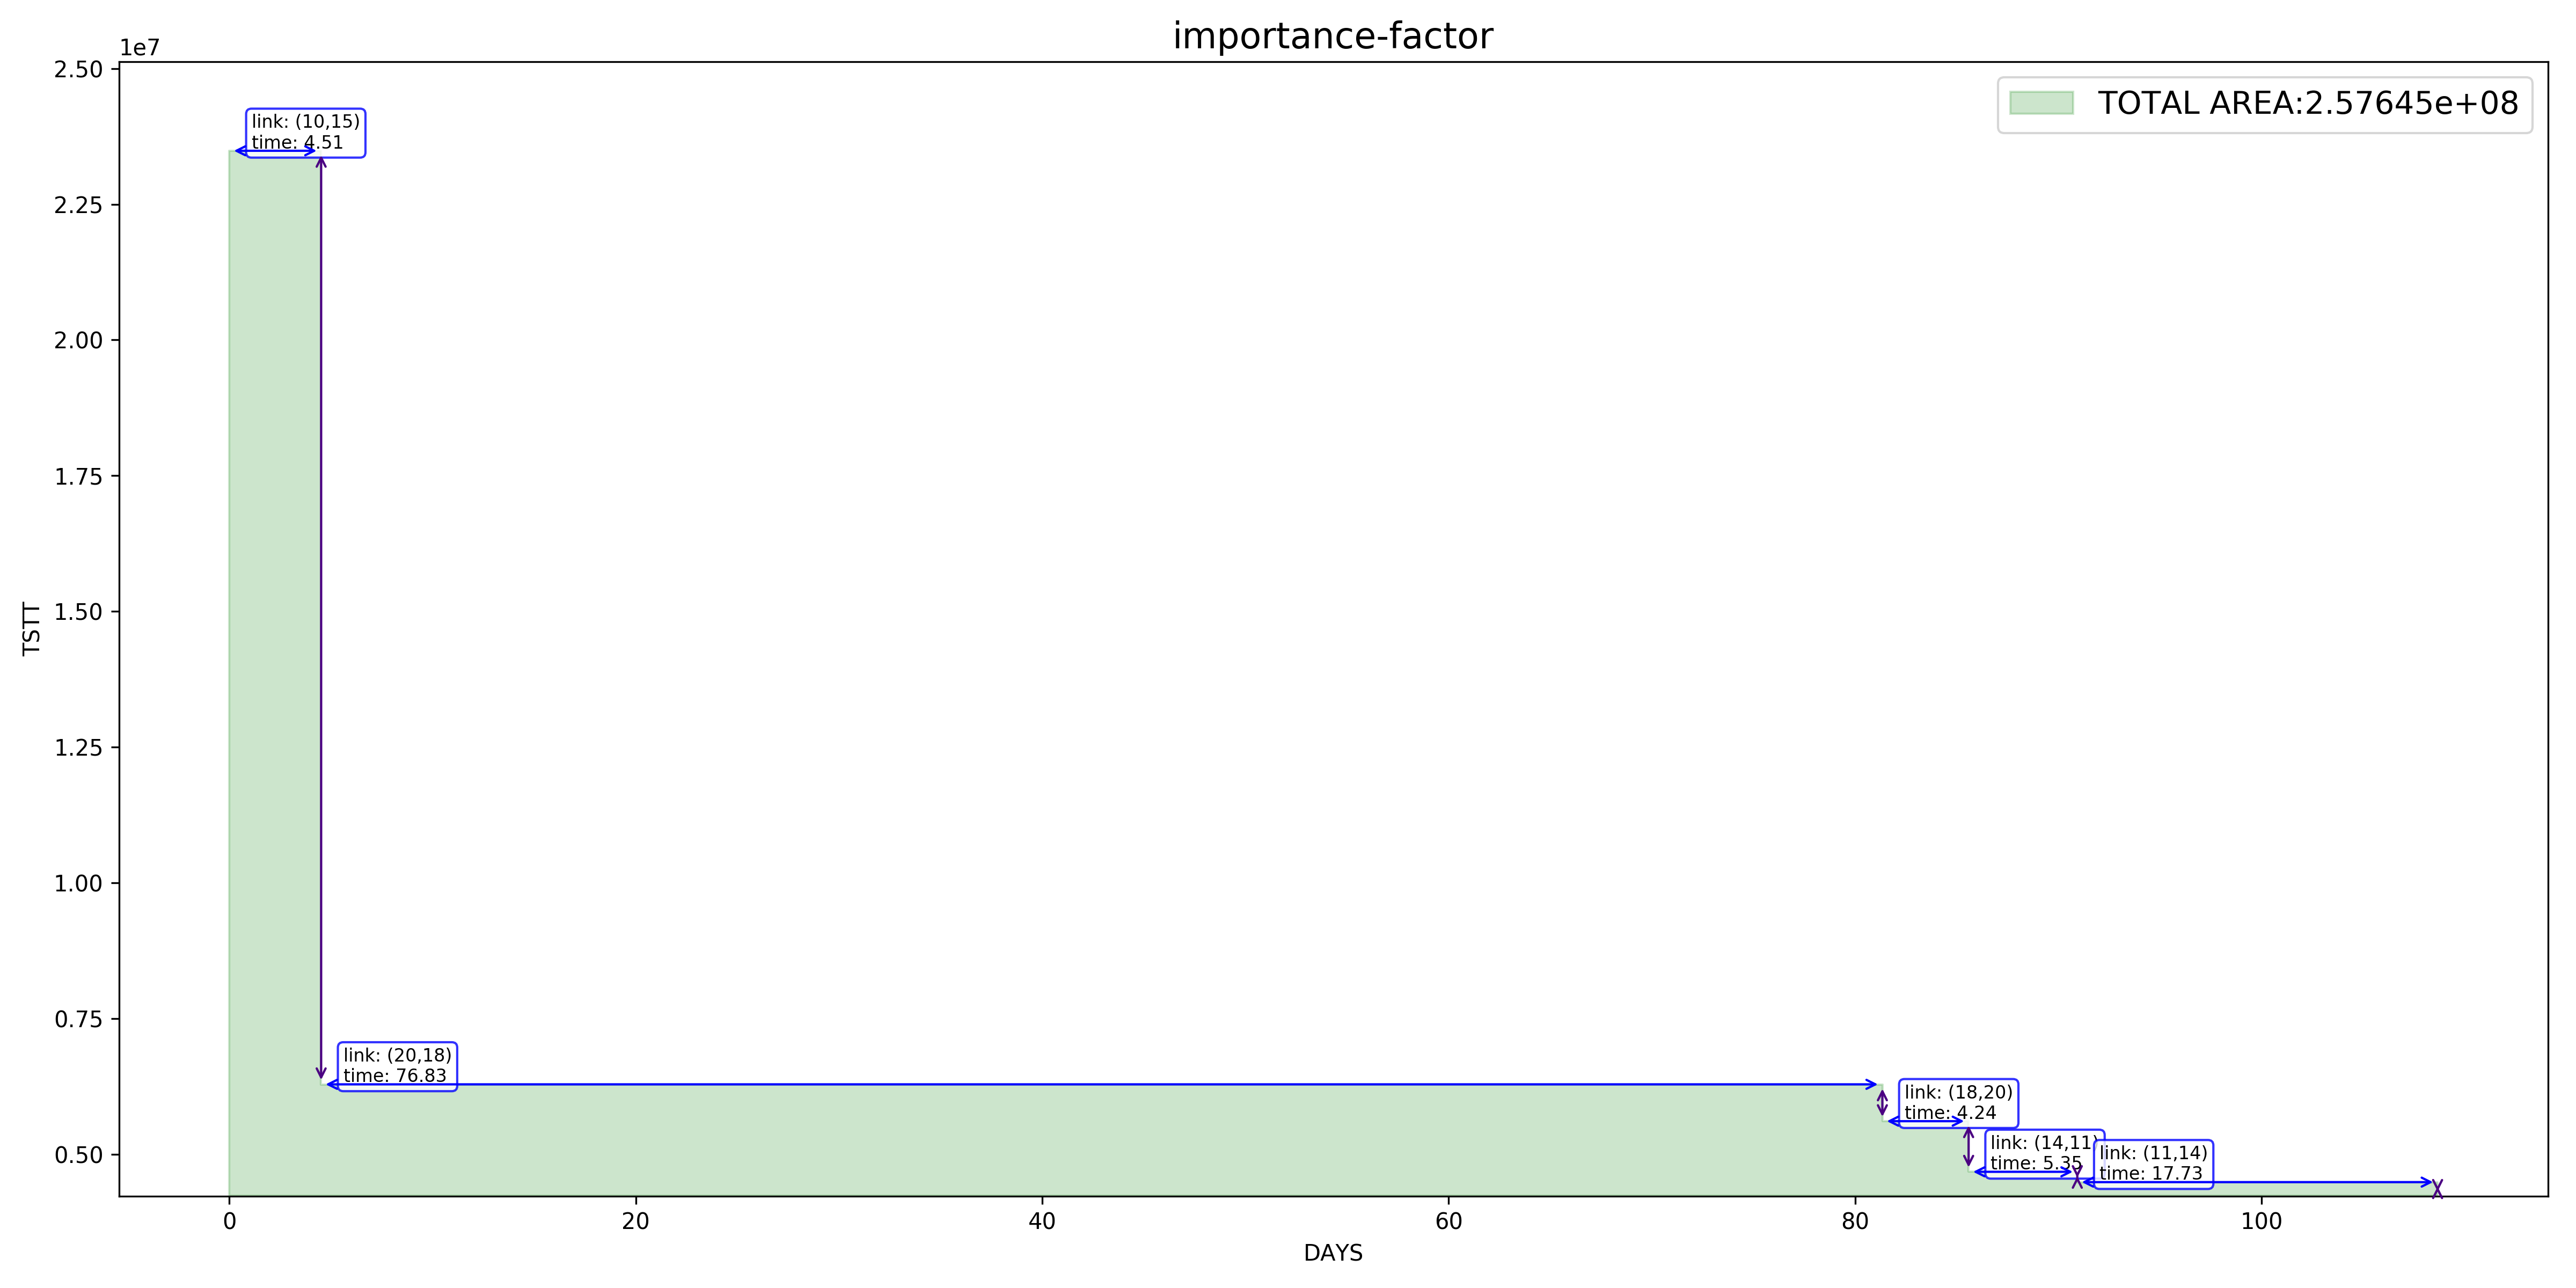 importance-factor
1e7
TOTAL AREA:2.57645e+08
2.50
2.25
2.00
1.75
1.50
1.25
1.00
0.75
0.50
TSTT
link: (10,15)
time: 4.51
link: (20,18)
time: 76.83
link: (18,20)
time: 4.24
link: (14,11)
time: 5.35
link: (11,14)
time: 17.73
0
20
40
60
80
100
DAYS